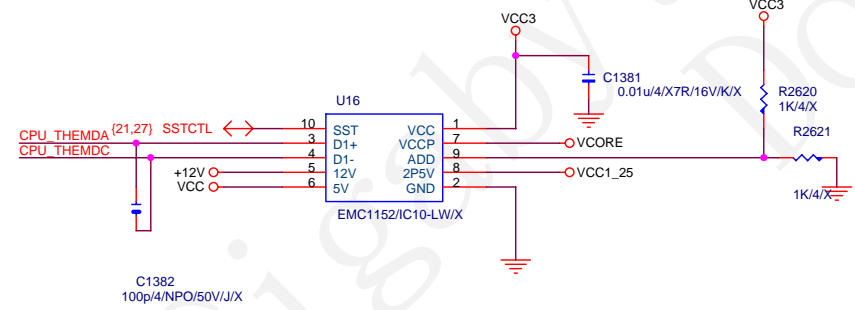 VCC3
VCC3
C1381
0.01u/4/X7R/16V/K/X
R2620
1K/4/X
U16
R2621
{21,27} SSTCTL
10 SST VCC 1
CPU_THEMDA
3 D1+ VCCP 7 VCORE
CPU_THEMDC
4 D1- ADD 9
+12V 5 12V 2P5V 8 VCC1_25
VCC 6 5V GND 2
1K/4/X
EMC1152/IC10-LW/X
C1382
100p/4/NPO/50V/J/X